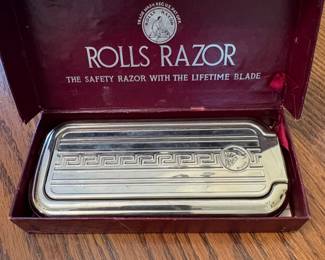 ROLLS RAZOR
THE SAFETY RAZOR WITH THE LIFETIME BLADE